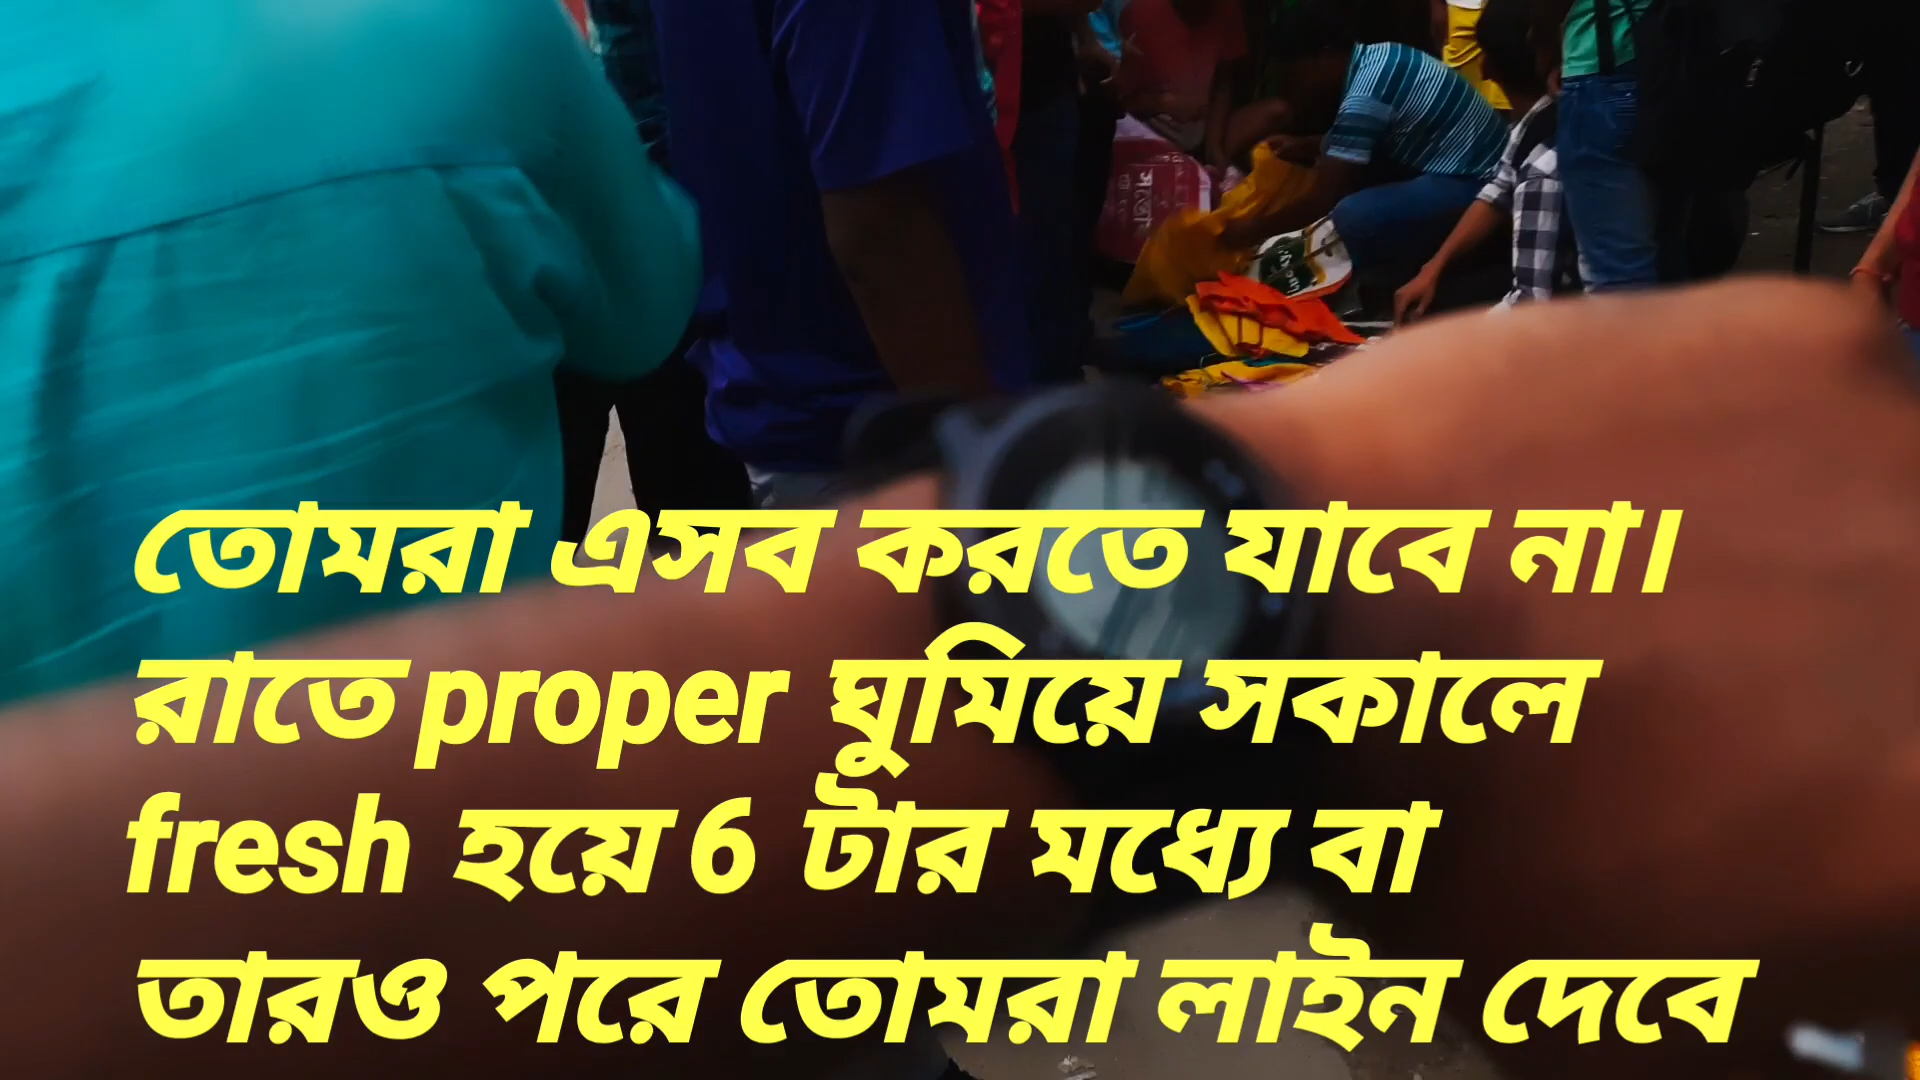 তোমরা এসব করতে যাবে না।
রাতে proper ঘুমিয়ে সকালে
fresh হয়ে 6 টার মধ্যে বা
তারও পরে তোমরা লাইন দেবে